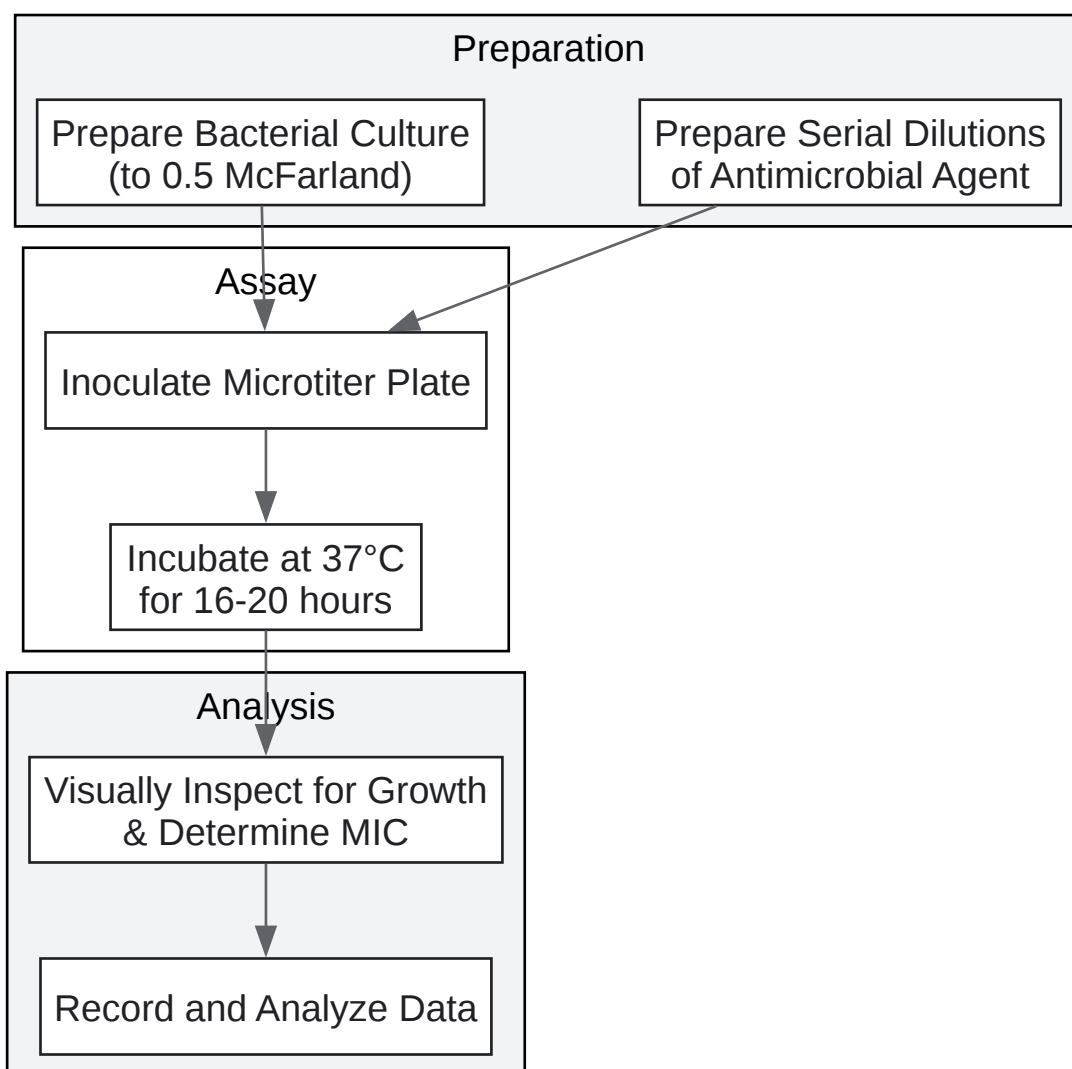 Preparation
Prepare Bacterial Culture
(to 0.5 McFarland)
Prepare Serial Dilutions
of Antimicrobial Agent
Assay
Inoculate Microtiter Plate
Incubate at 37°C
for 16-20 hours
Analysis
Visually Inspect for Growth
& Determine MIC
Record and Analyze Data